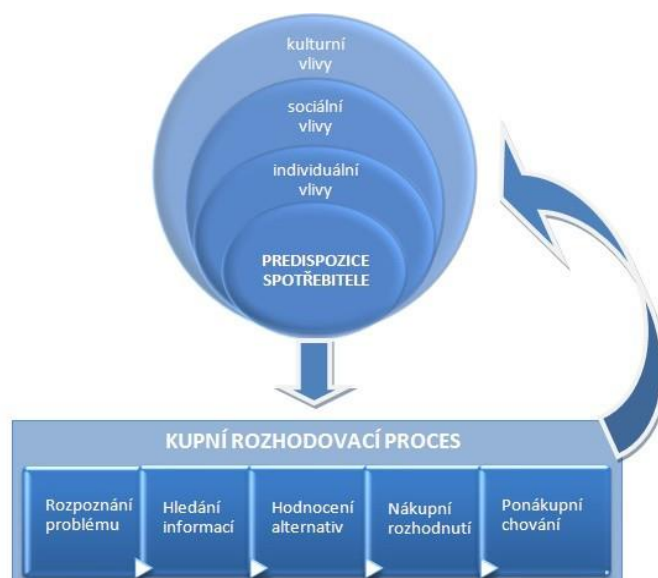 kulturní
vlivy
sociální
vlivy
individuální
vlivy
PREDISPOZICE
SPOTŘEBITELE
KUPNÍ ROZHODOVACÍ PROCES
Rozpoznání
problému
Hledání
informací
Hodnocení
alternativ
Nákupní
rozhodnutí
Ponákupní
chování